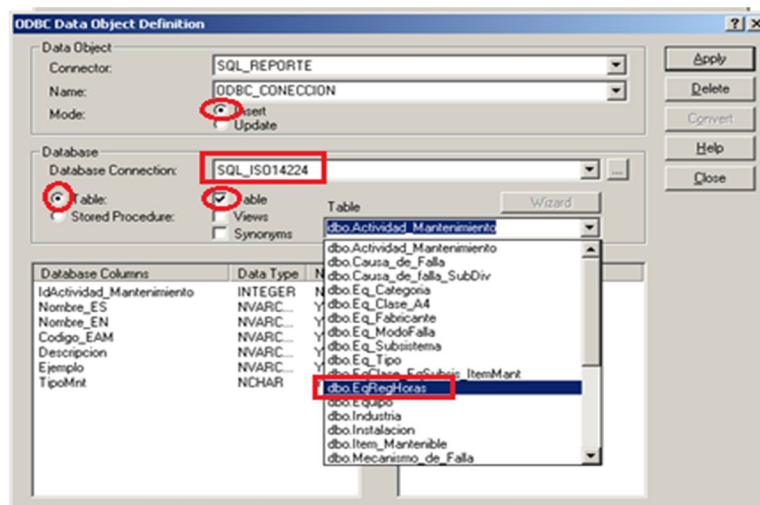 ODBC Data Object Definition
Data Object
Connector: SQL_REPORTE
Name: ODBC_CONECCION
Mode: Insert
Update
Apply
Delete
Convert
Help
Close
Database
Database Connection: SQL_ISO14224 ...
Table: Table
Stored Procedure: Views
Synonyms
Table
Wizard
dbo.Actividad_Mantenimiento
dbo.Actividad_Mantenimiento
dbo.Causa_de_Falla
dbo.Causa_de_falla_SubDiv
dbo.Eq_Categoria
dbo.Eq_Clase_A4
dbo.Eq_Fabricante
dbo.Eq_ModoFalla
dbo.Eq_Subsistema
dbo.Eq_Tipo
dbo.EqClase_EqSubsis_ItemMant
dbo.EqRegHoras
dbo.Equipo
dbo.Industria
dbo.Instalacion
dbo.Item_Mantenible
dbo.Mecanismo_de_Falla
Database Columns Data Type N
IdActividad_Mantenimiento INTEGER N
Nombre_ES NVARC... Y
Nombre_EN NVARC... Y
Codigo_EAM NVARC... Y
Descripcion NVARC... Y
Ejemplo NVARC... Y
TipoMnt NCHAR Y